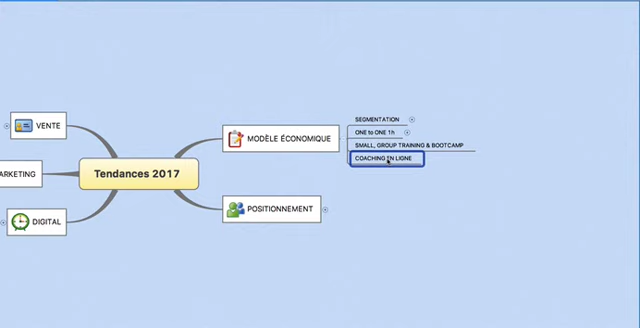 VENTE
ARKETING
DIGITAL
Tendances 2017
MODÈLE ÉCONOMIQUE
SEGMENTATION
ONE to ONE 1h
SMALL, GROUP TRAINING & BOOTCAMP
COACHING EN LIGNE
POSITIONNEMENT